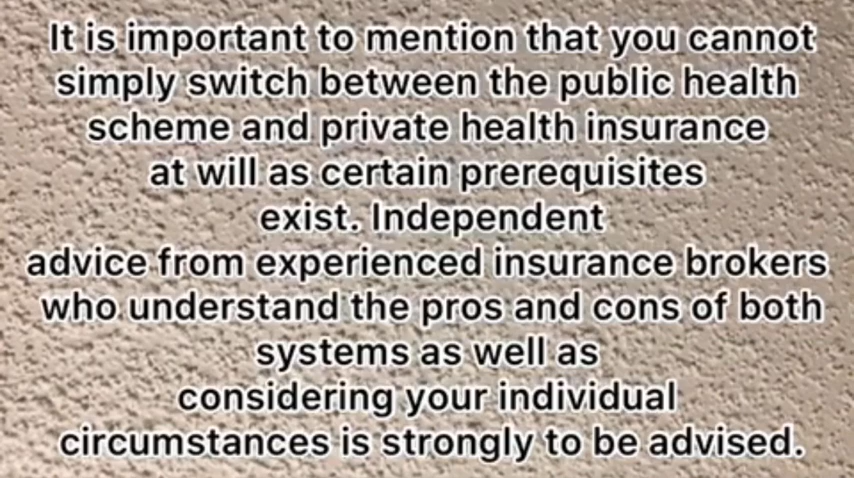 It is important to mention that you cannot
simply switch between the public health
scheme and private health insurance
at will as certain prerequisites
exist. Independent
advice from experienced insurance brokers
who understand the pros and cons of both
systems as well as
considering your individual
circumstances is strongly to be advised.